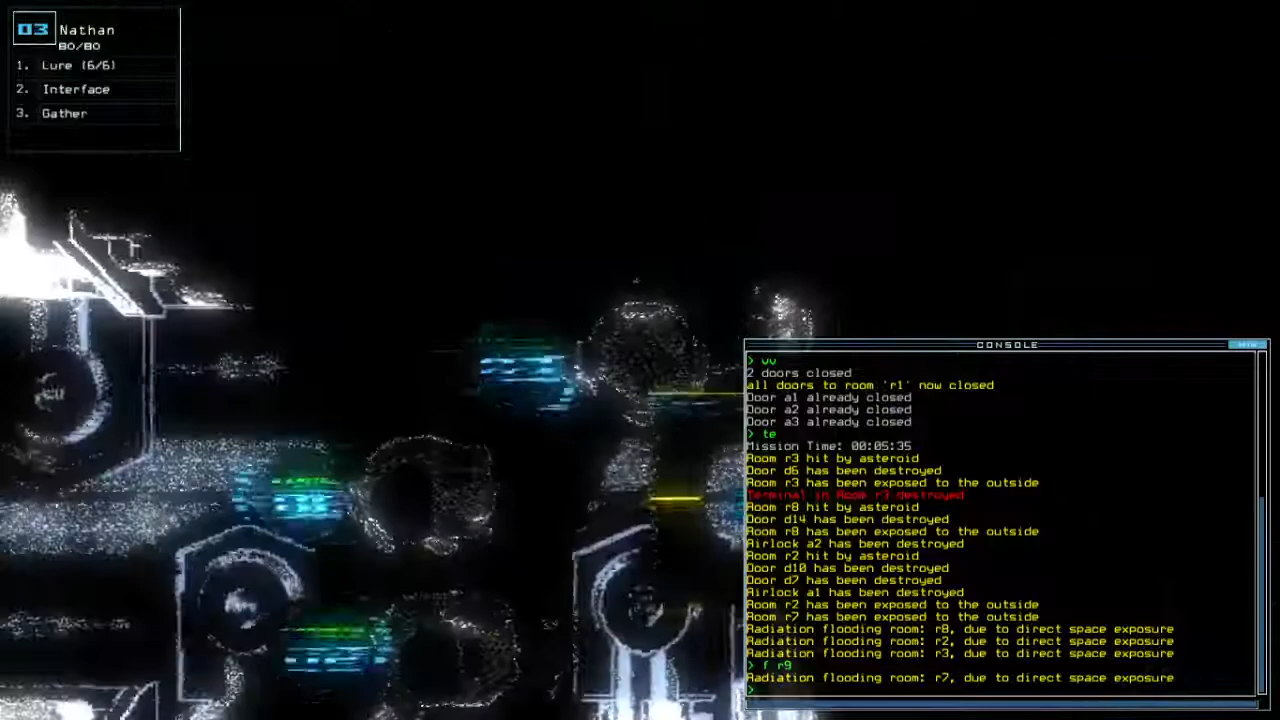 03 Nathan
80/80
1. Lure (6/6)
2. Interface
3. Gather
CONSOLE
> vv
2 doors closed
all doors to room 'r1' now closed
Door a1 already closed
Door a2 already closed
Door a3 already closed
> te
Mission Time: 00:05:35
Room r3 hit by asteroid
Door d6 has been destroyed
Room r3 has been exposed to the outside
Terminal in Room r3 destroyed
Room r8 hit by asteroid
Door d14 has been destroyed
Room r8 has been exposed to the outside
Airlock a2 has been destroyed
Room r2 hit by asteroid
Door d10 has been destroyed
Door d7 has been destroyed
Airlock a1 has been destroyed
Room r2 has been exposed to the outside
Room r7 has been exposed to the outside
Radiation flooding room: r8, due to direct space exposure
Radiation flooding room: r2, due to direct space exposure
Radiation flooding room: r3, due to direct space exposure
> f r9
Radiation flooding room: r7, due to direct space exposure
>